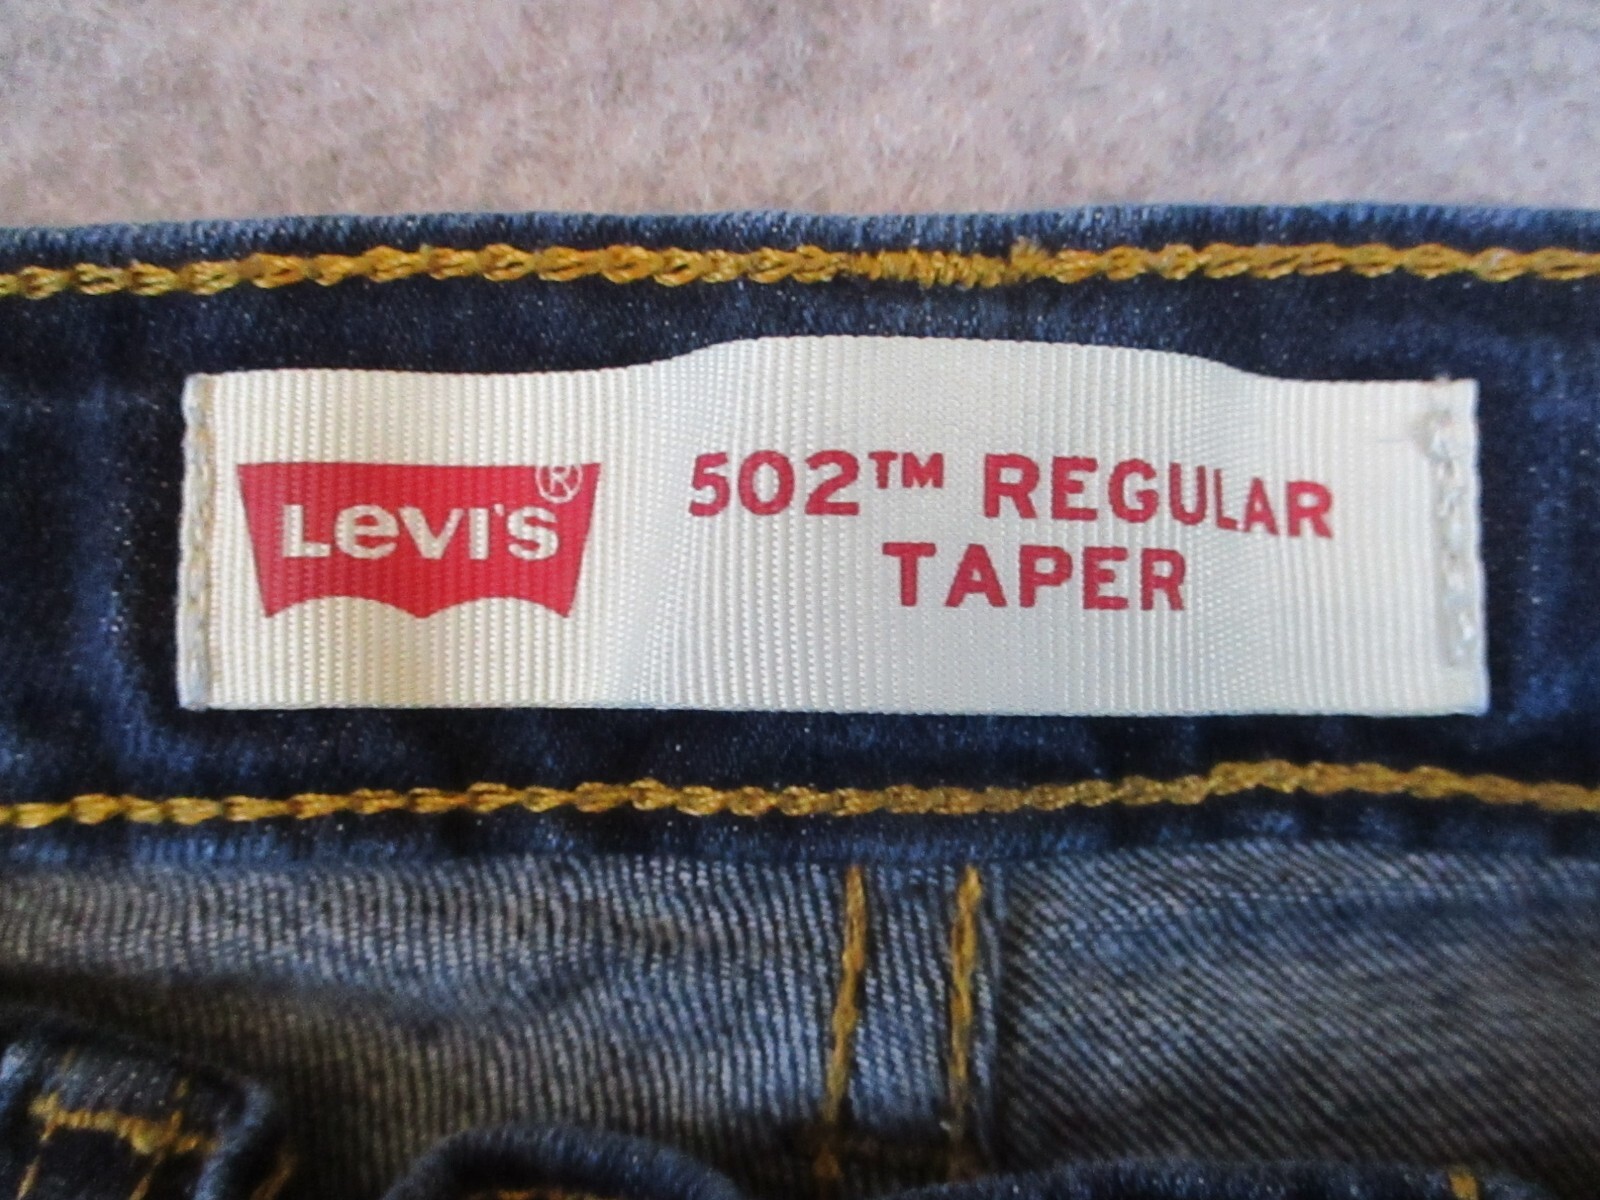 Levi's®
502™ REGULAR
TAPER